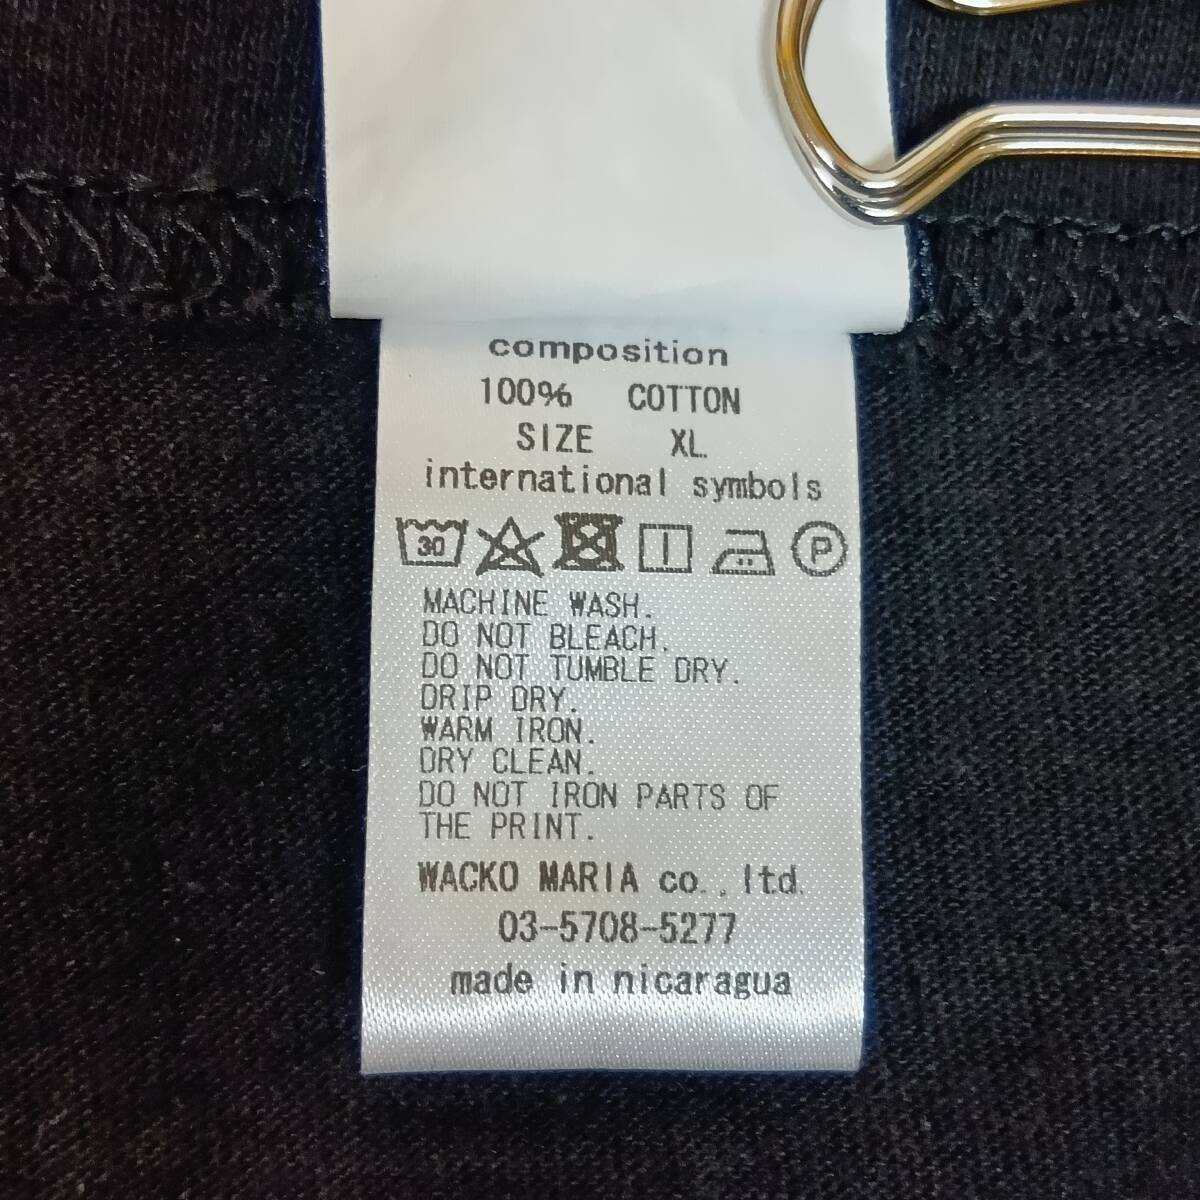 composition
100% COTTON
SIZE XL.
international symbols
30 P
MACHINE WASH.
DO NOT BLEACH.
DO NOT TUMBLE DRY.
DRIP DRY.
WARM IRON.
DRY CLEAN.
DO NOT IRON PARTS OF
THE PRINT.
WACKO MARIA co., ltd.
03-5708-5277
made in nicaragua